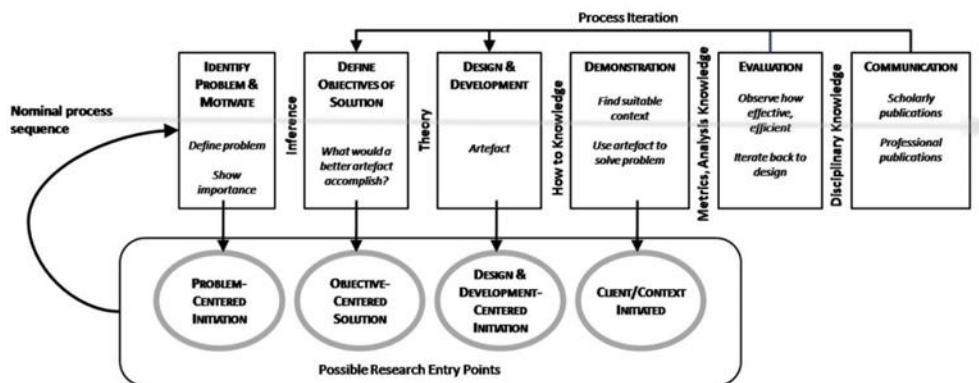 Process Iteration
Nominal process
sequence
IDENTIFY
PROBLEM &
MOTIVATE
Define problem
Show
importance
Inference
DEFINE
OBJECTIVES OF
SOLUTION
What would a
better artefact
accomplish?
Theory
DESIGN &
DEVELOPMENT
Artefact
How to Knowledge
DEMONSTRATION
Find suitable
context
Use artefact to
solve problem
Metrics, Analysis Knowledge
EVALUATION
Observe how
effective,
efficient
Iterate back to
design
Disciplinary Knowledge
COMMUNICATION
Scholarly
publications
Professional
publications
PROBLEM-
CENTERED
INITIATION
OBJECTIVE-
CENTERED
SOLUTION
DESIGN &
DEVELOPMENT-
CENTERED
INITIATION
CLIENT/CONTEXT
INITIATED
Possible Research Entry Points